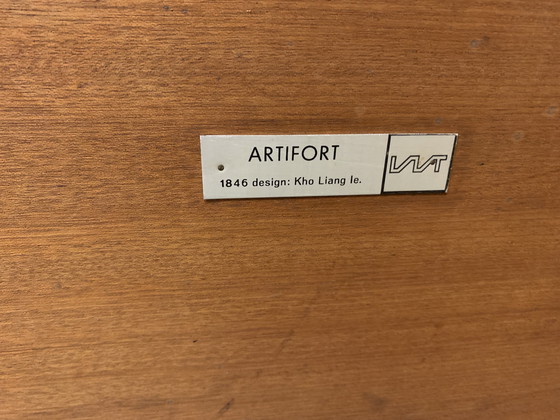 ARTIFORT
1846 design: Kho Liang Ie.